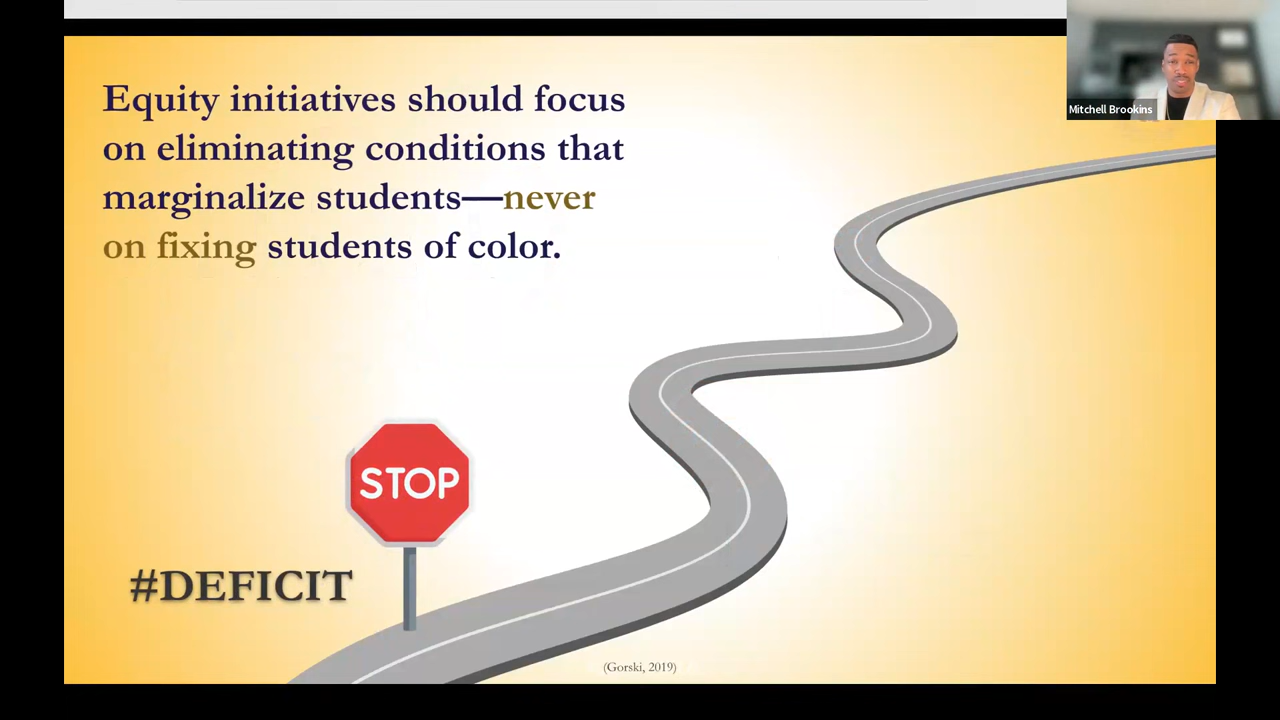 Equity initiatives should focus
on eliminating conditions that
marginalize students—never
on fixing students of color.
Mitchell Brookins
STOP
#DEFICIT
(Gorski, 2019)